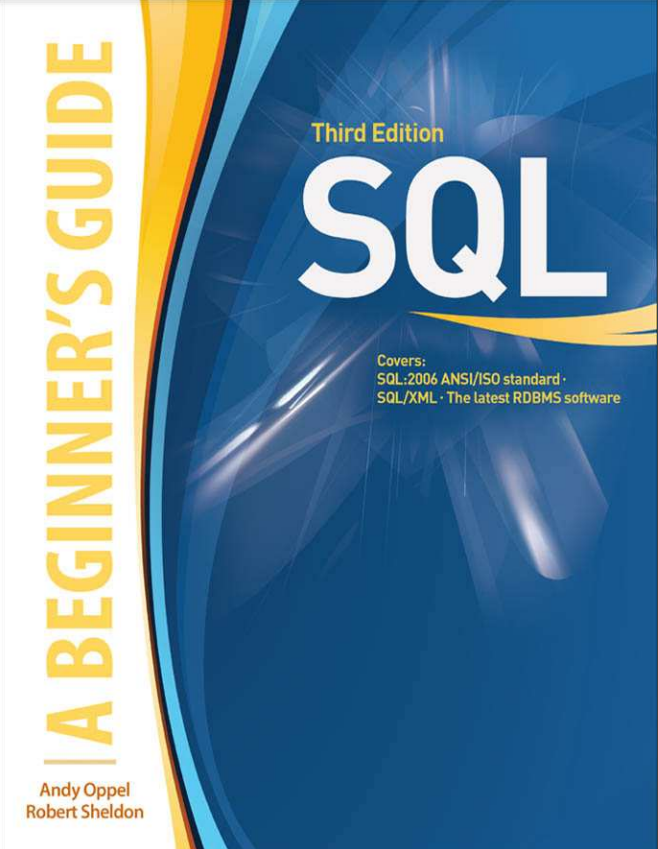 A BEGINNER'S GUIDE
Third Edition
SQL
Covers:
SQL:2006 ANSI/ISO standard ·
SQL/XML · The latest RDBMS software
Andy Oppel
Robert Sheldon